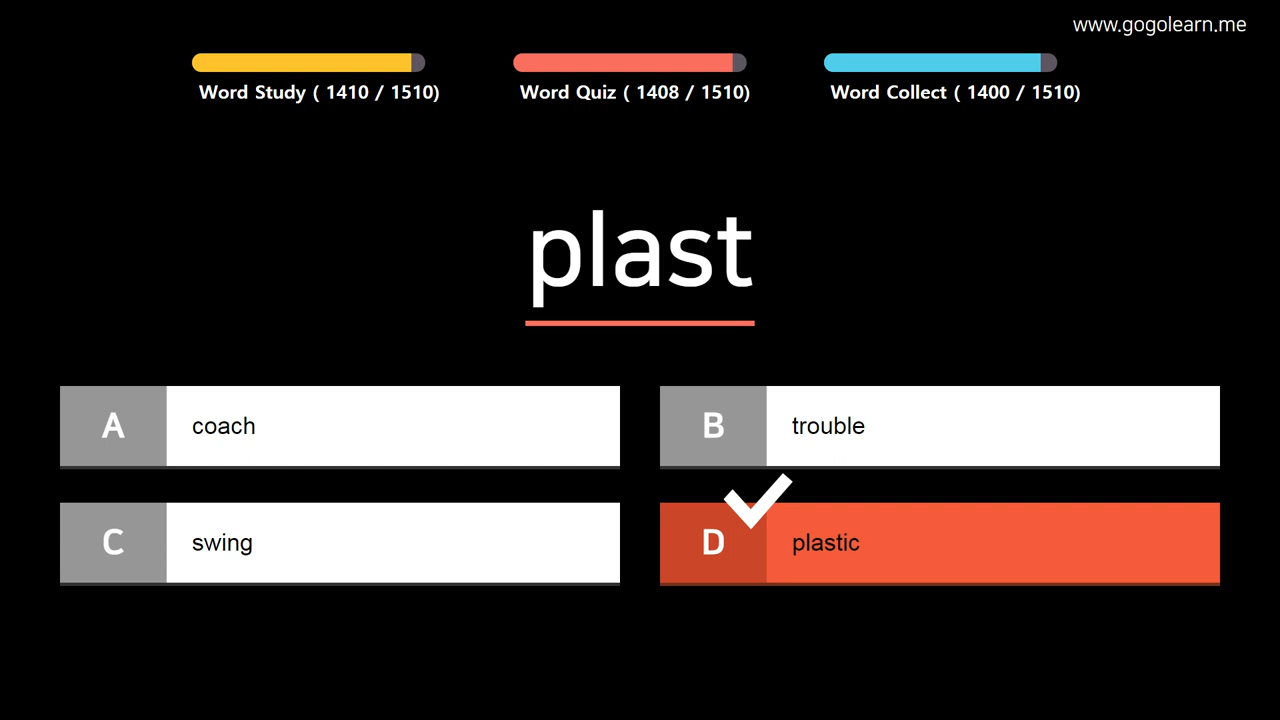 www.gogolearn.me
Word Study ( 1410 / 1510)
Word Quiz ( 1408 / 1510)
Word Collect ( 1400 / 1510)
plast
A coach
B trouble
C swing
D plastic